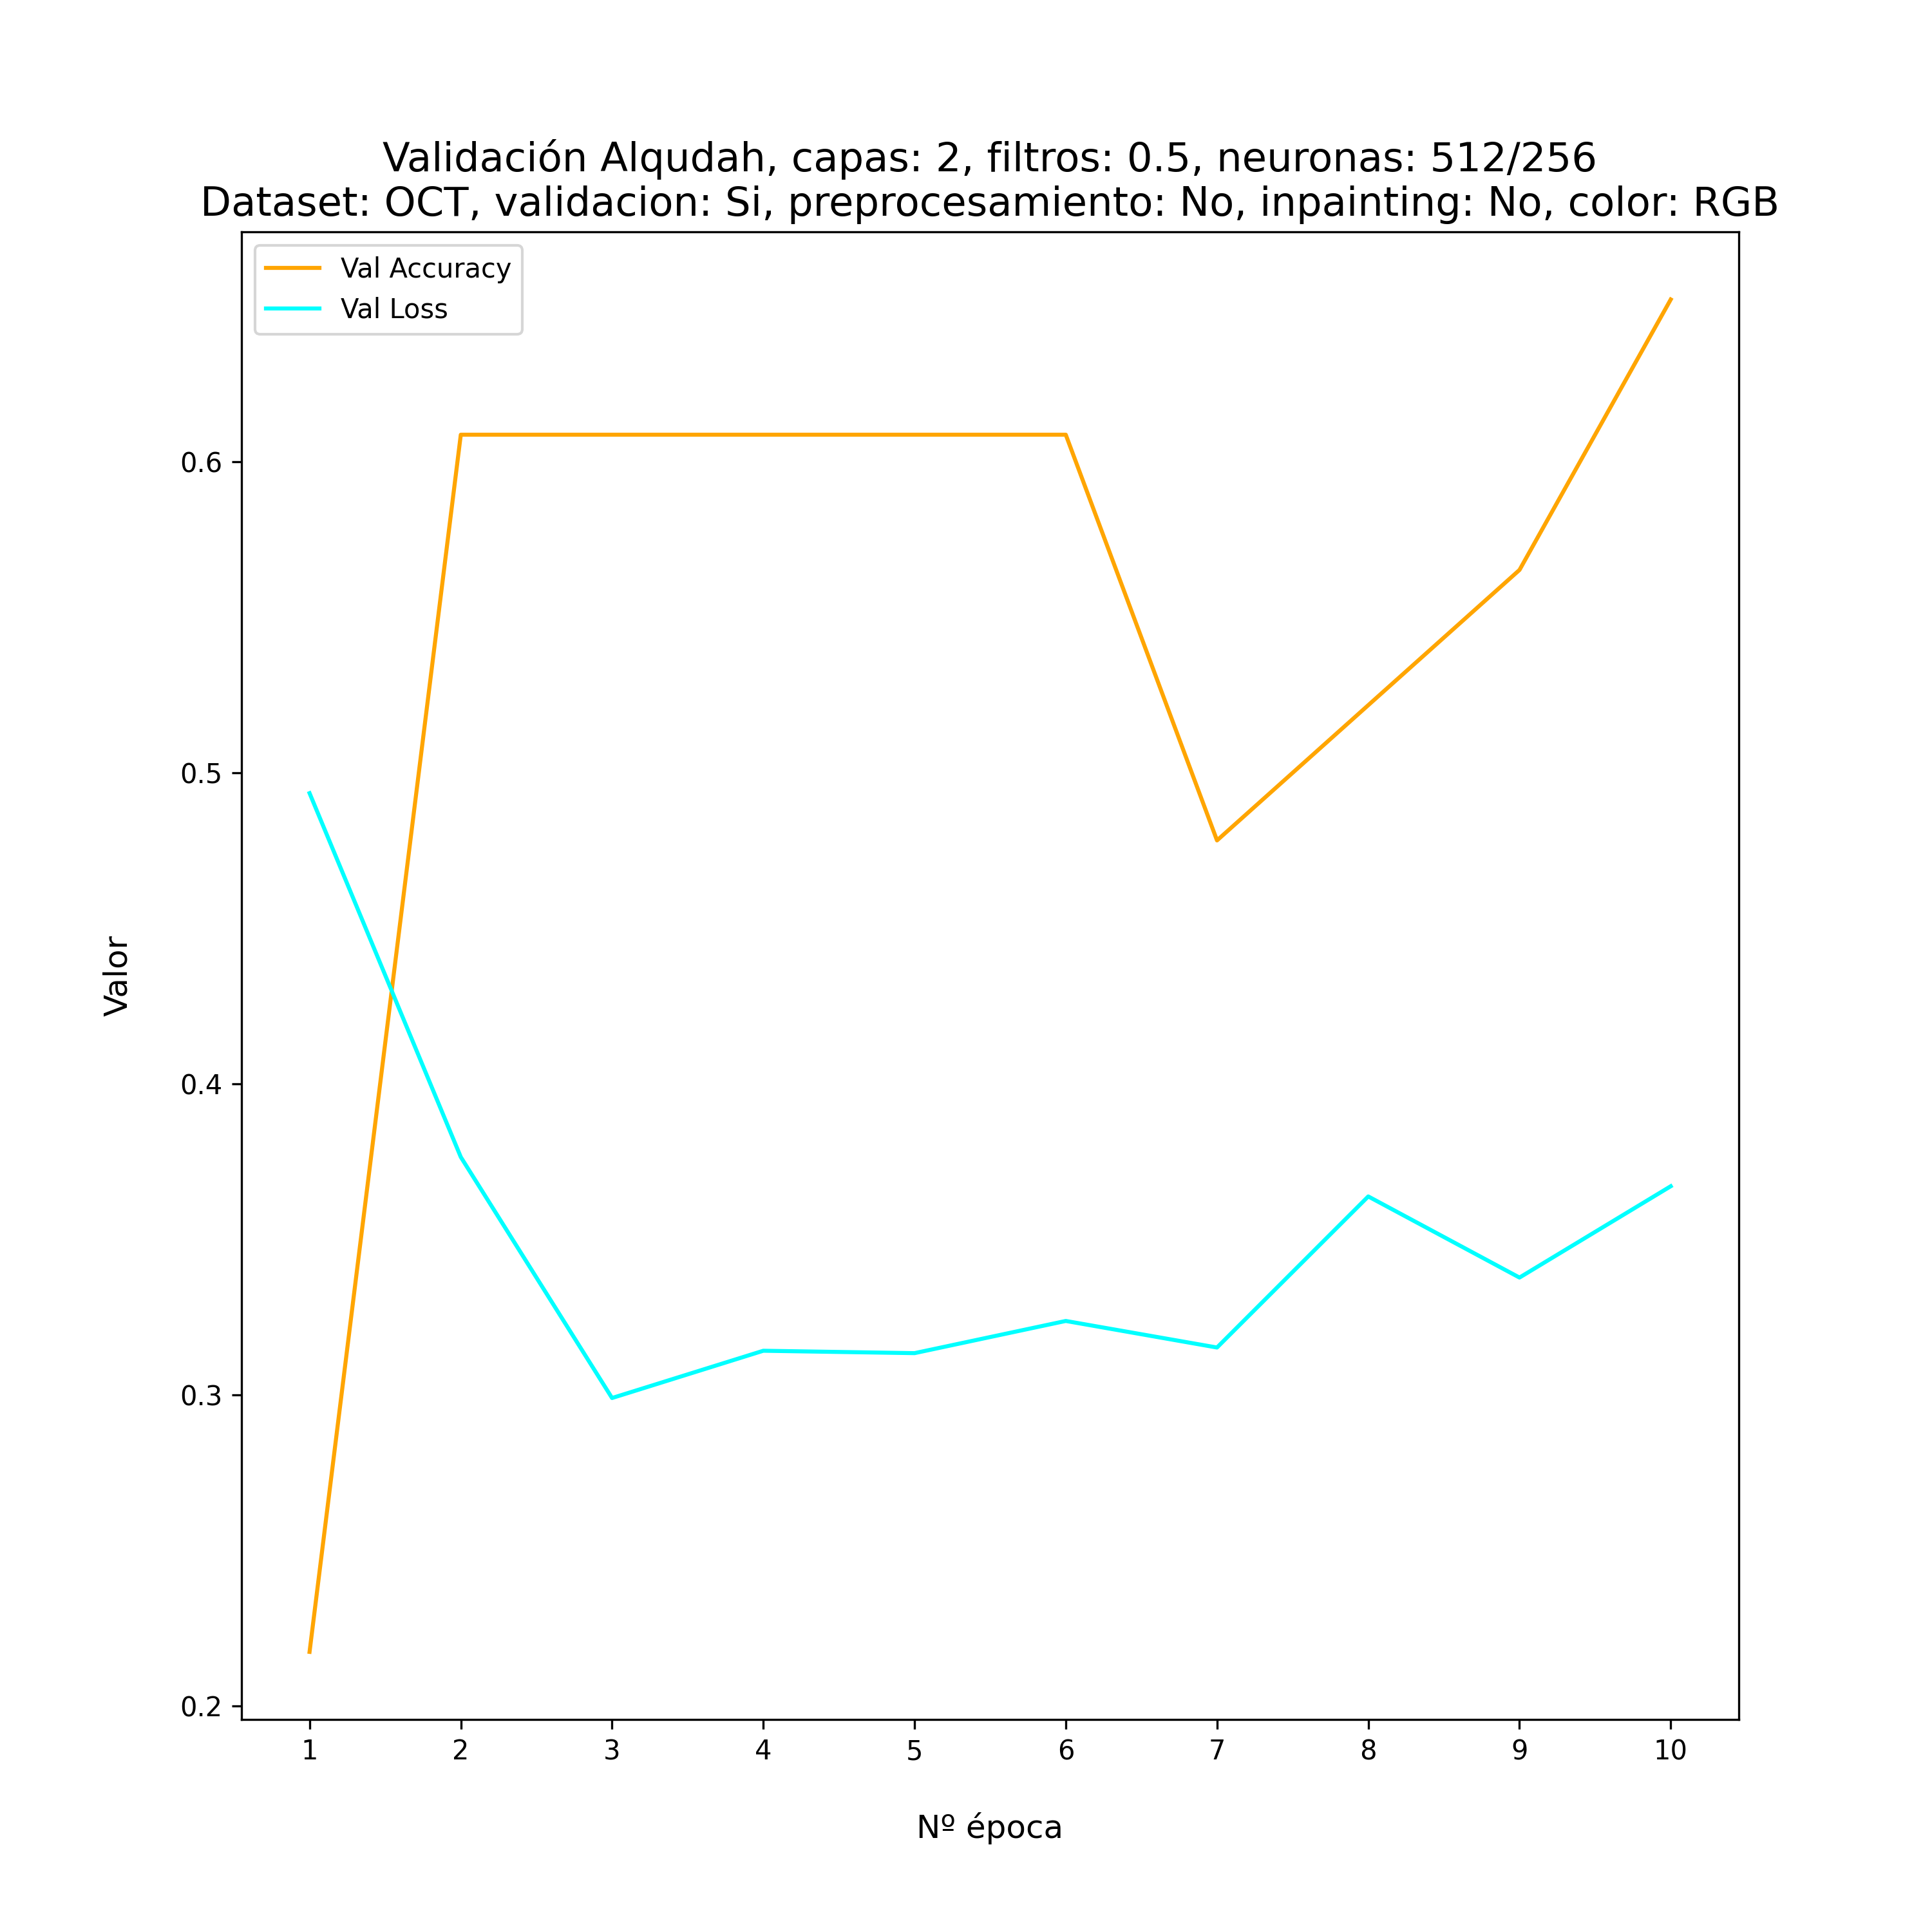 Validación Alqudah, capas: 2, filtros: 0.5, neuronas: 512/256
Dataset: OCT, validacion: Si, preprocesamiento: No, inpainting: No, color: RGB
Val Accuracy
Val Loss
0.6
0.5
0.4
0.3
0.2
Valor
1 2 3 4 5 6 7 8 9 10
Nº época